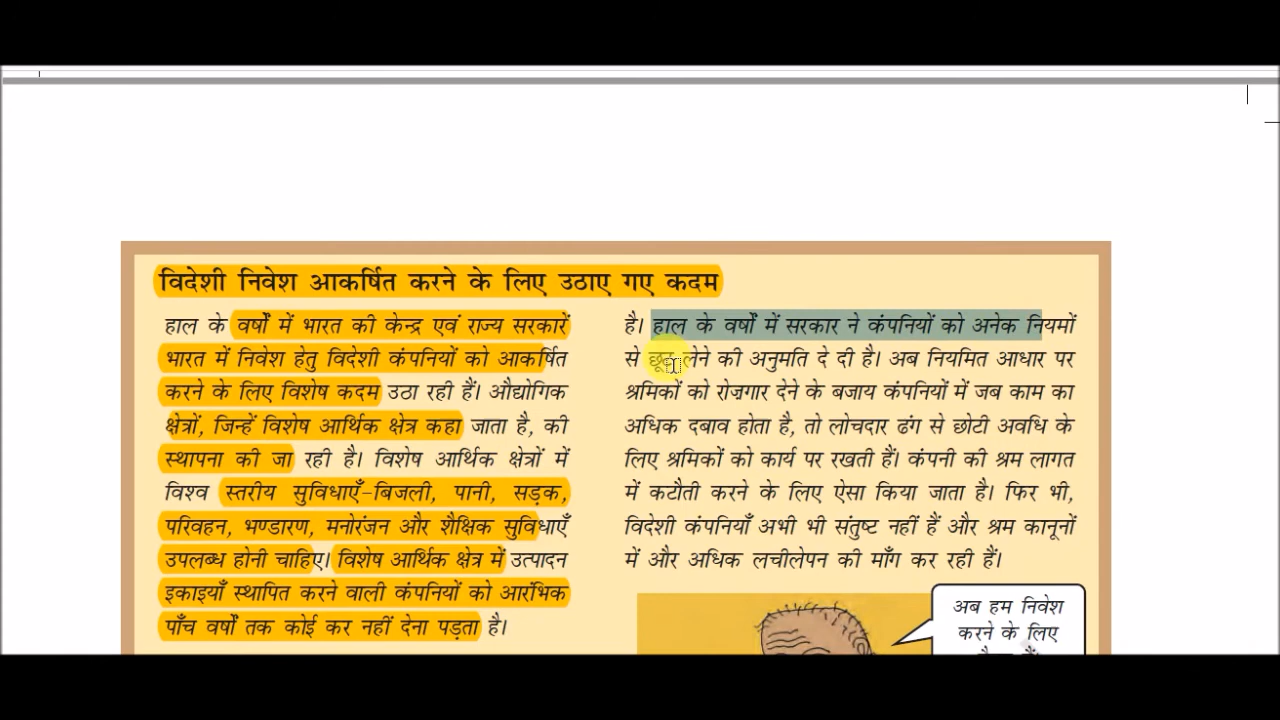 विदेशी निवेश आकर्षित करने के लिए उठाए गए कदम
हाल के वर्षों में भारत की केन्द्र एवं राज्य सरकारें
भारत में निवेश हेतु विदेशी कंपनियों को आकर्षित
करने के लिए विशेष कदम उठा रही हैं। औद्योगिक
क्षेत्रों, जिन्हें विशेष आर्थिक क्षेत्र कहा जाता है, की
स्थापना की जा रही है। विशेष आर्थिक क्षेत्रों में
विश्व स्तरीय सुविधाएँ–बिजली, पानी, सड़क,
परिवहन, भण्डारण, मनोरंजन और शैक्षिक सुविधाएँ
उपलब्ध होनी चाहिए। विशेष आर्थिक क्षेत्र में उत्पादन
इकाइयाँ स्थापित करने वाली कंपनियों को आरंभिक
पाँच वर्षों तक कोई कर नहीं देना पड़ता है।
है। हाल के वर्षों में सरकार ने कंपनियों को अनेक नियमों
से छूट लेने की अनुमति दे दी है। अब नियमित आधार पर
श्रमिकों को रोज़गार देने के बजाय कंपनियों में जब काम का
अधिक दबाव होता है, तो लोचदार ढंग से छोटी अवधि के
लिए श्रमिकों को कार्य पर रखती हैं। कंपनी की श्रम लागत
में कटौती करने के लिए ऐसा किया जाता है। फिर भी,
विदेशी कंपनियाँ अभी भी संतुष्ट नहीं हैं और श्रम कानूनों
में और अधिक लचीलेपन की माँग कर रही हैं।
अब हम निवेश
करने के लिए